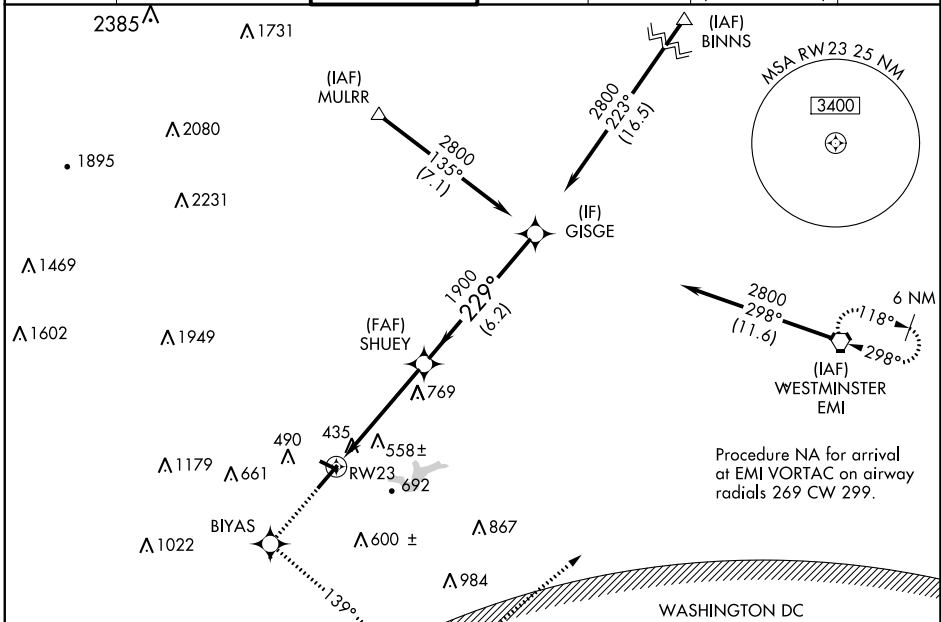 2385
1731
(IAF)
BINNS
MSA RW 23 25 NM
3400
(IAF)
MULRR
2800
223°
(16.5)
2080
1895
2800
135°
(7.1)
2231
(IF)
GISGE
1469
1900
229°
(6.2)
2800
298°
(11.6)
6 NM
118°
298°
1602
1949
(FAF)
SHUEY
(IAF)
WESTMINSTER
EMI
769
490
435
558±
1179
661
RW23
692
Procedure NA for arrival
at EMI VORTAC on airway
radials 269 CW 299.
BIYAS
1022
600 ±
867
984
139°
WASHINGTON DC